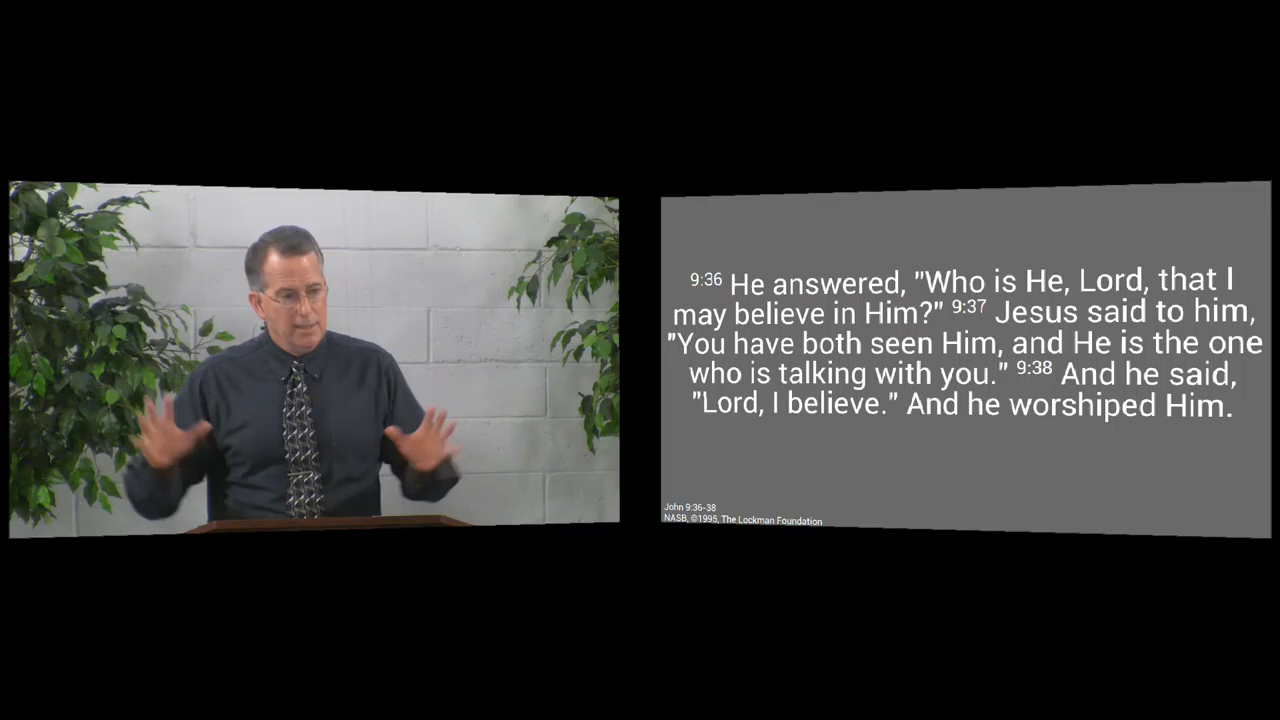 9:36 He answered, "Who is He, Lord, that I
may believe in Him?" 9:37 Jesus said to him,
"You have both seen Him, and He is the one
who is talking with you." 9:38 And he said,
"Lord, I believe." And he worshiped Him.
John 9:36-38
NASB, ©1995, The Lockman Foundation